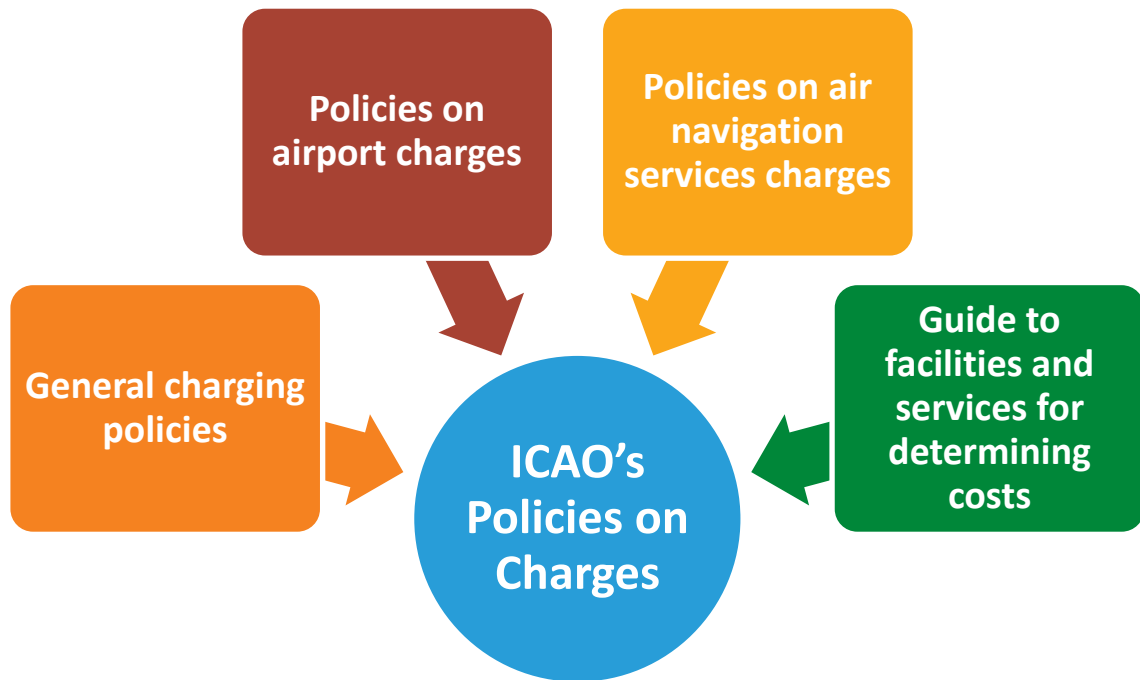 Policies on
airport charges
Policies on air
navigation
services charges
General charging
policies
Guide to
facilities and
services for
determining
costs
ICAO’s
Policies on
Charges